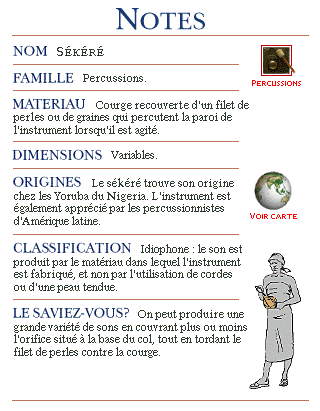 NOTES
NOM SÉKÉRÉ
FAMILLE Percussions.
PERCUSSIONS
MATERIAU Courge recouverte d'un filet de
perles ou de graines qui percutent la paroi de
l'instrument lorsqu'il est agité.
DIMENSIONS Variables.
ORIGINES Le sékéré trouve son origine
chez les Yoruba du Nigeria. L'instrument est
également apprécié par les percussionnistes
d'Amérique latine.
VOIR CARTE
CLASSIFICATION Idiophone : le son est
produit par le matériau dans lequel l'instrument
est fabriqué, et non par l'utilisation de cordes
ou d'une peau tendue.
LE SAVIEZ-VOUS? On peut produire une
grande variété de sons en couvrant plus ou moins
l'orifice situé à la base du col, tout en tordant le
filet de perles contre la courge.